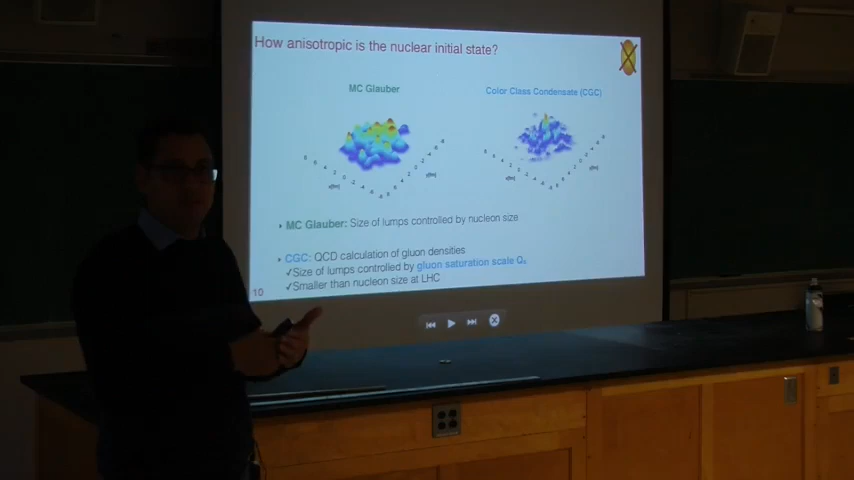 How anisotropic is the nuclear initial state?
MC Glauber
Color Class Condensate (CGC)
‣ MC Glauber: Size of lumps controlled by nucleon size
‣ CGC: QCD calculation of gluon densities
✓Size of lumps controlled by gluon saturation scale Qs
✓Smaller than nucleon size at LHC
10